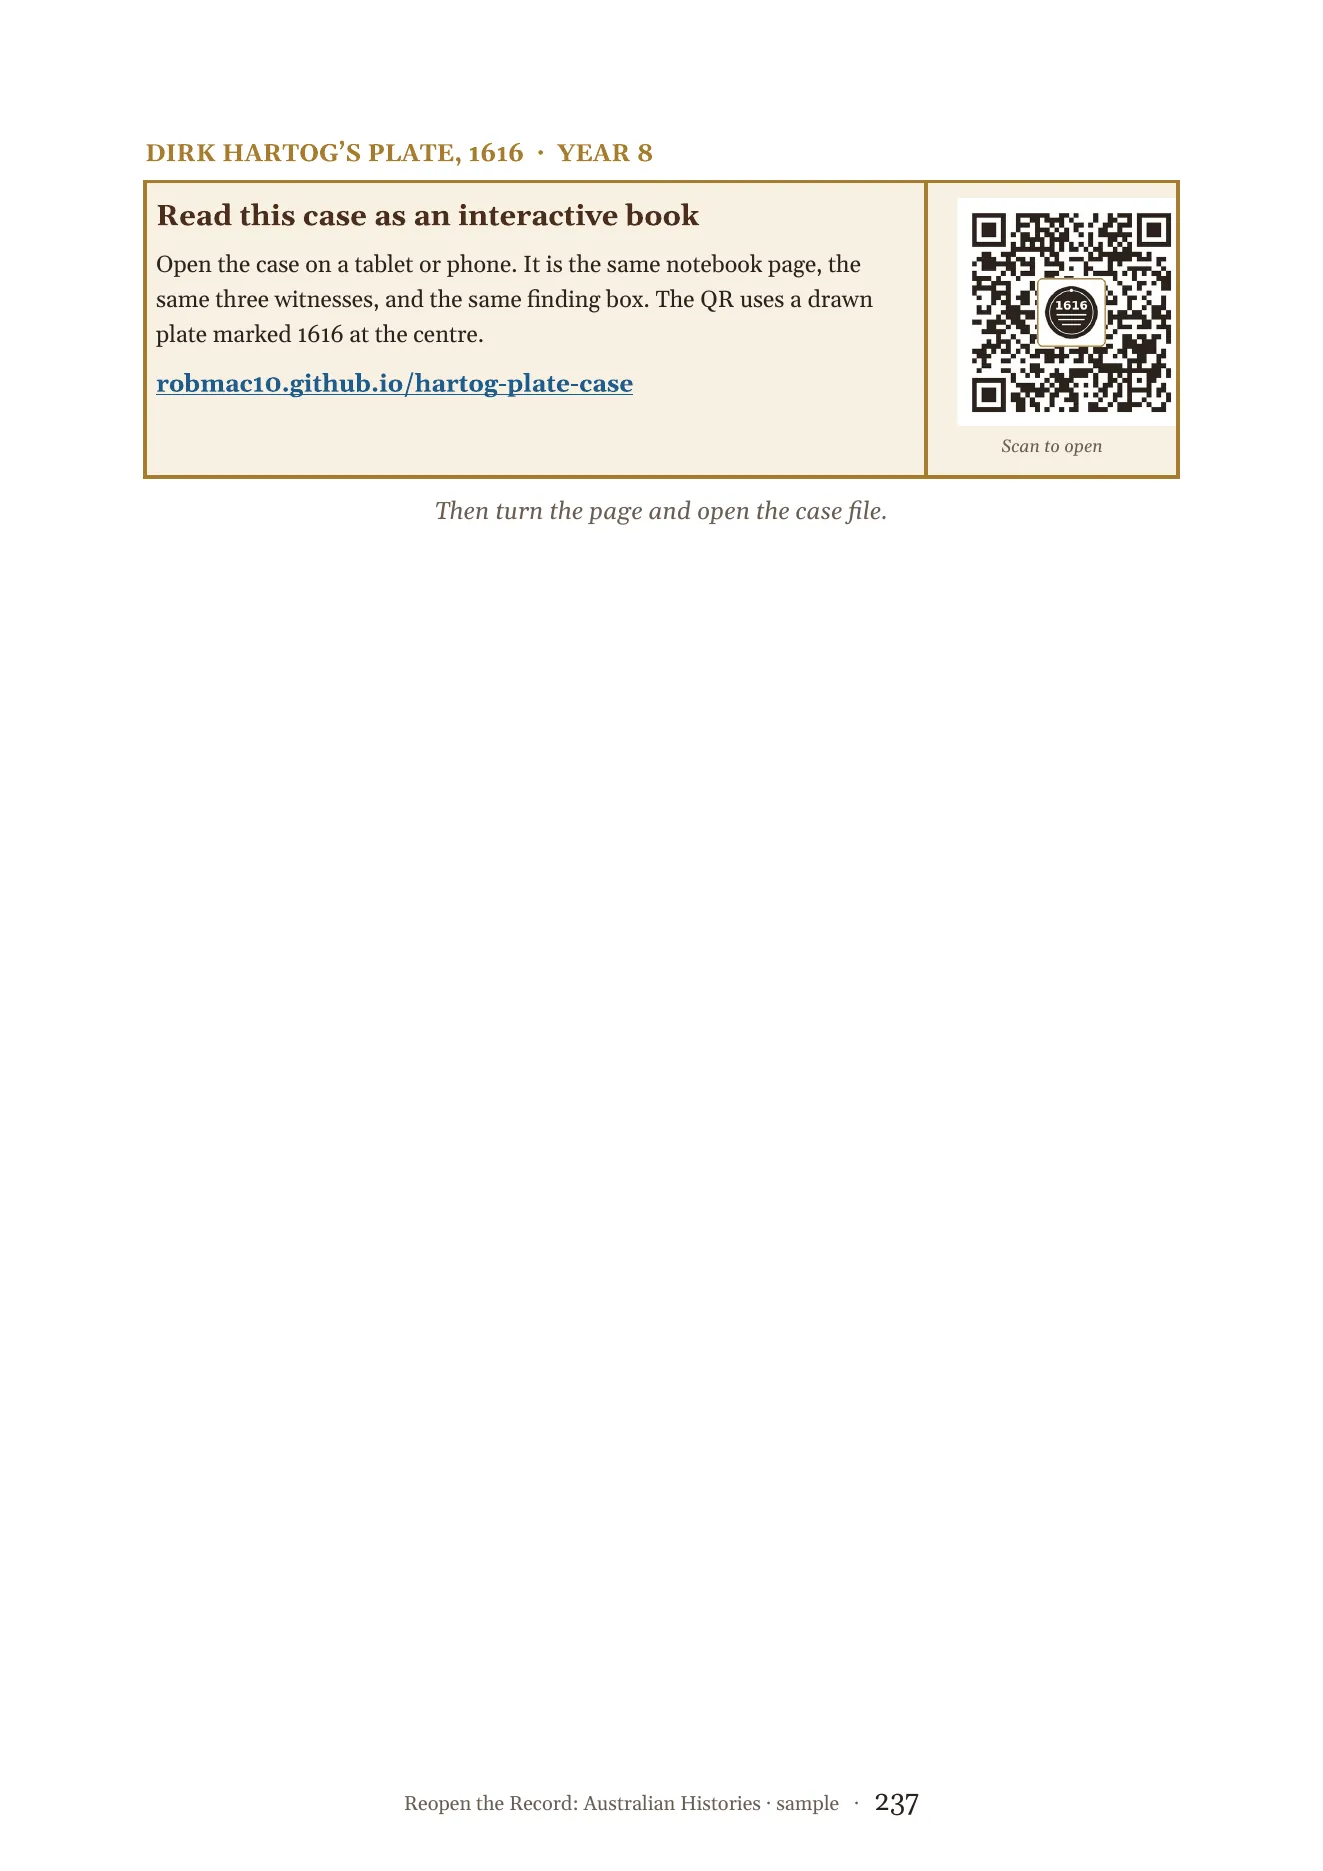 DIRK HARTOG’S PLATE, 1616 · YEAR 8
Read this case as an interactive book
Open the case on a tablet or phone. It is the same notebook page, the
same three witnesses, and the same finding box. The QR uses a drawn
plate marked 1616 at the centre.
robmac10.github.io/hartog-plate-case
1616
Scan to open
Then turn the page and open the case file.
Reopen the Record: Australian Histories · sample · 237